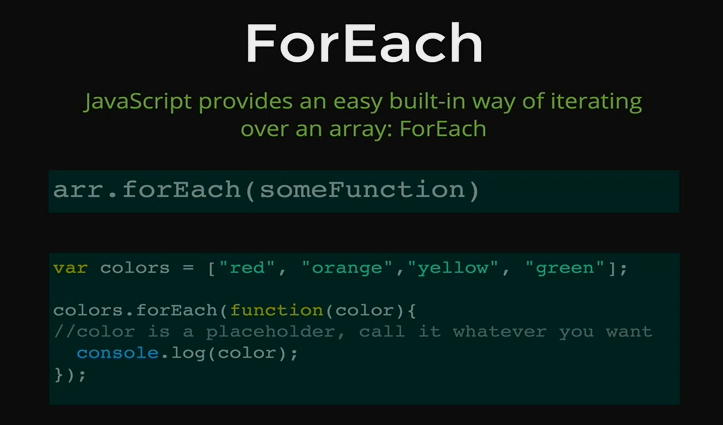 ForEach
JavaScript provides an easy built-in way of iterating
over an array: ForEach
arr.forEach(someFunction)
var colors = ["red", "orange","yellow", "green"];
colors.forEach(function(color){
//color is a placeholder, call it whatever you want
  console.log(color);
});